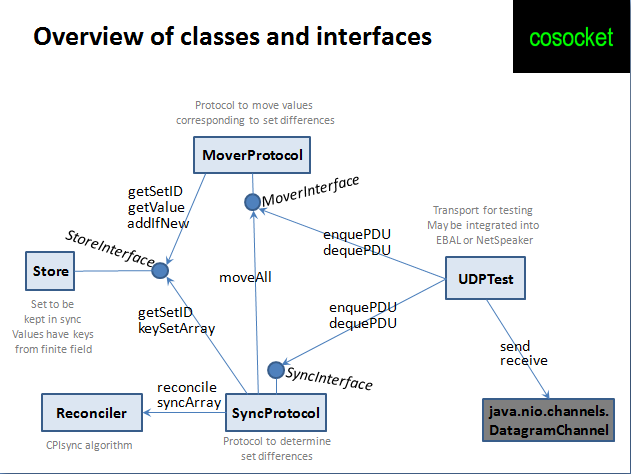 Overview of classes and interfaces
cosocket
Protocol to move values
corresponding to set differences
MoverProtocol
getSetID
getValue
addIfNew
MoverInterface
StoreInterface
enquePDU
dequePDU
Transport for testing
May be integrated into
EBAL or NetSpeaker
Store
moveAll
UDPTest
Set to be
kept in sync
Values have keys
from finite field
getSetID
keySetArray
enquePDU
dequePDU
send
receive
SyncInterface
reconcile
syncArray
Reconciler
SyncProtocol
java.nio.channels.
DatagramChannel
CPIsync algorithm
Protocol to determine
set differences